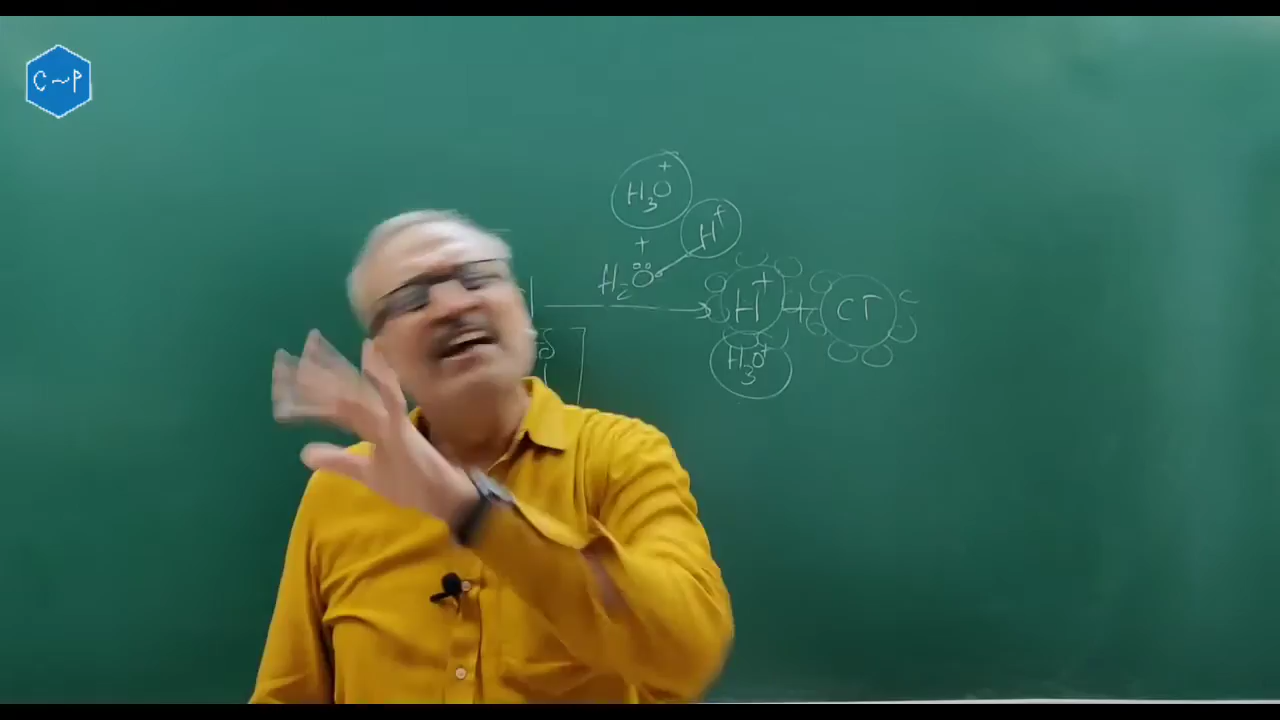 C~P
H₃O⁺
+
H⁺
H₂O
H⁺ + Cl⁻
H₃O⁺